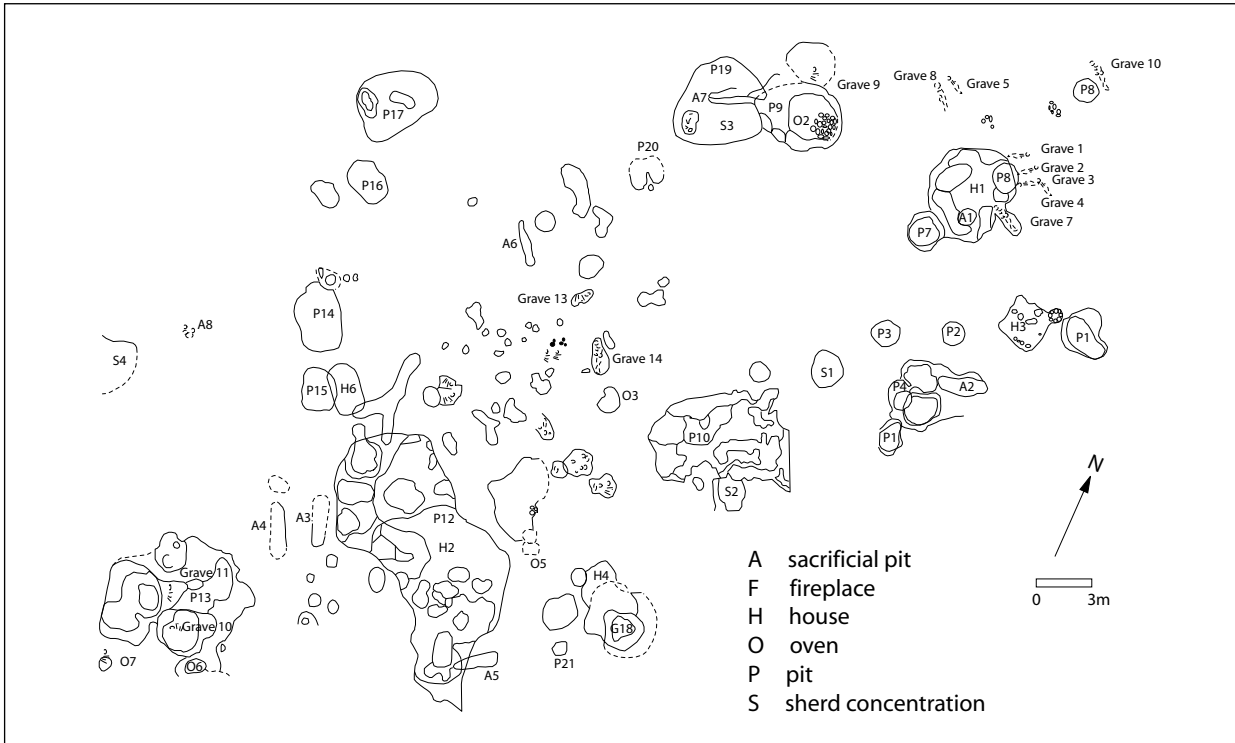 P19
Grave 9
Grave 8
Grave 5
Grave 10
P8
A7
P9
O2
S3
P17
P20
P16
Grave 1
Grave 2
Grave 3
Grave 4
Grave 7
H1
P8
A1
P7
A6
Grave 13
P14
A8
S4
Grave 14
P15
H6
O3
S1
P3
P2
H3
P1
P4
A2
P1
P10
S2
A4
A3
P12
H2
O5
H4
G18
P21
A5
Grave 11
P13
Grave 10
O7
O6
A sacrificial pit
F fireplace
H house
O oven
P pit
S sherd concentration
N
0 3m